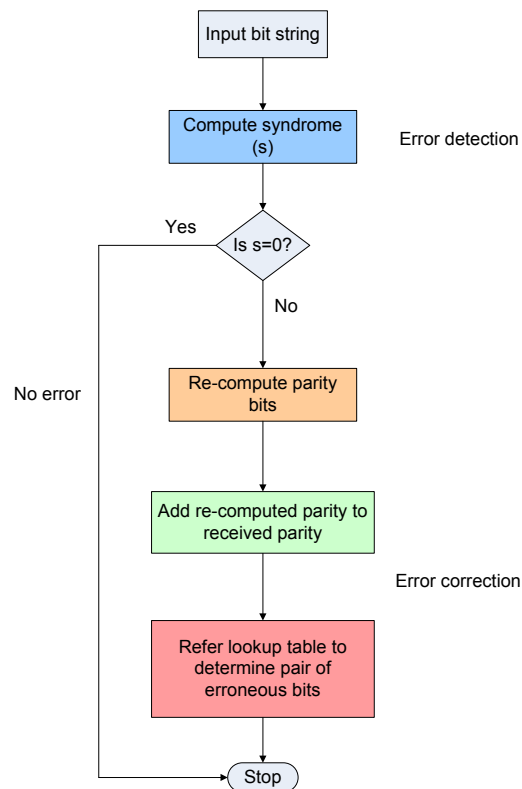 Input bit string
Compute syndrome
(s)
Error detection
Yes
Is s=0?
No
No error
Re-compute parity
bits
Add re-computed parity to
received parity
Error correction
Refer lookup table to
determine pair of
erroneous bits
Stop